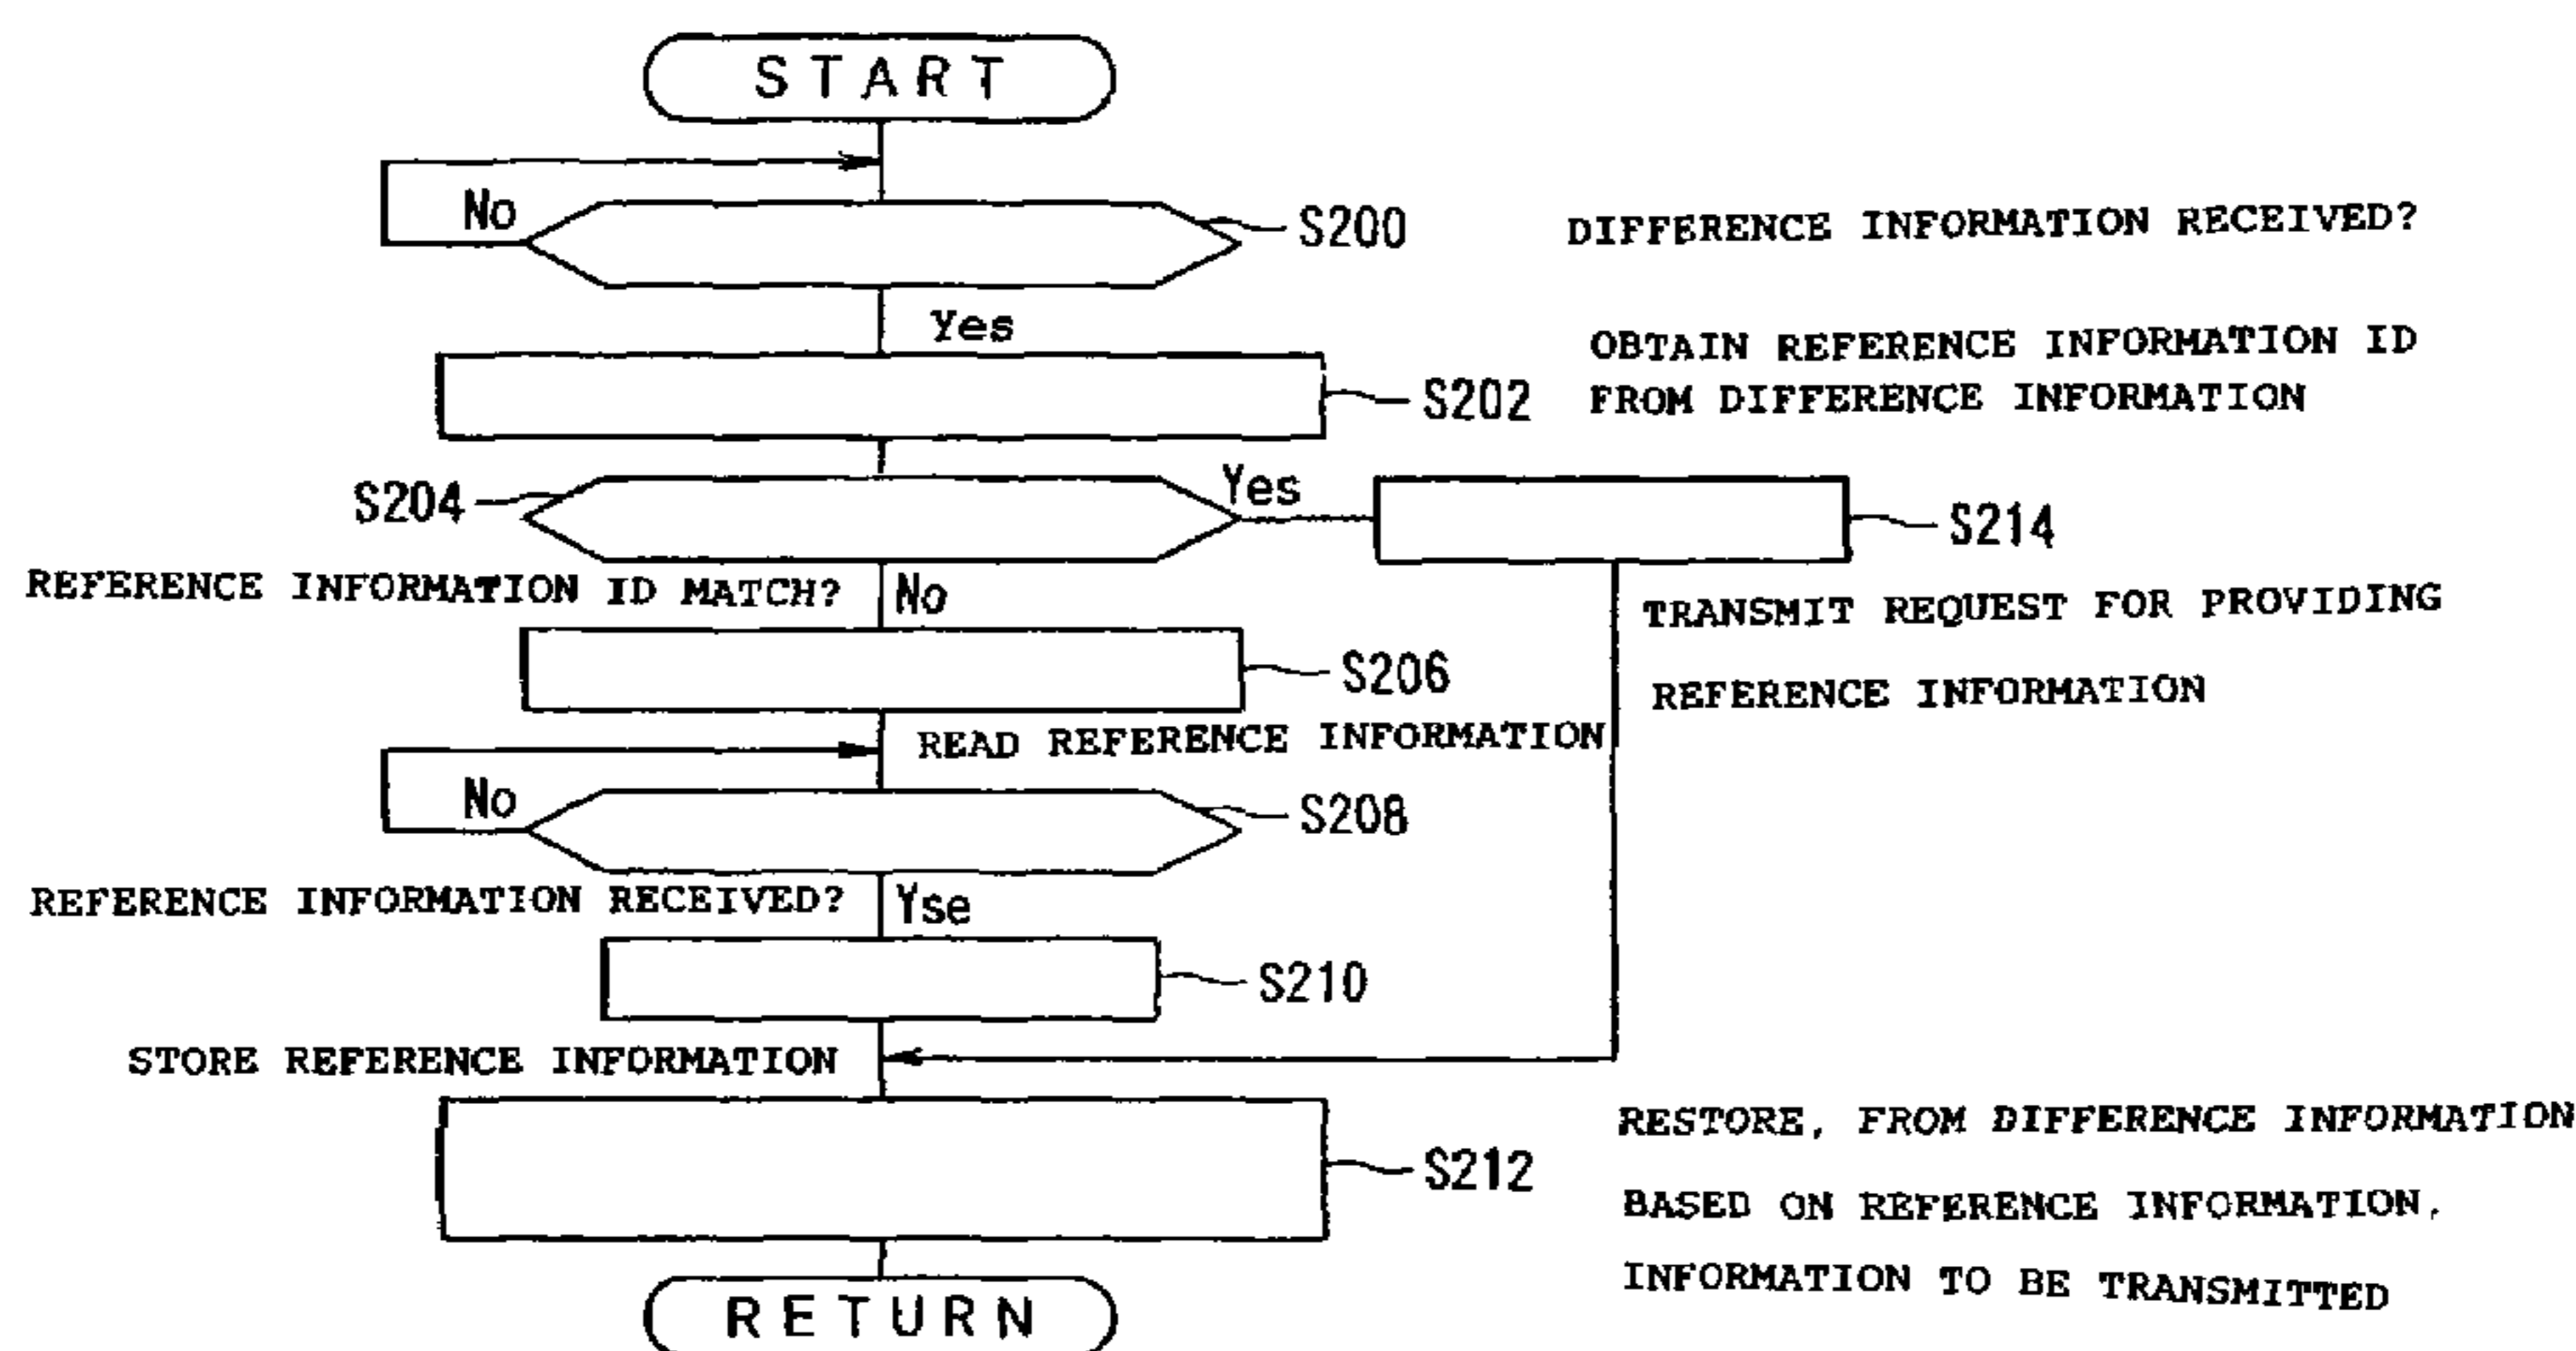 START
No
S200
DIFFERENCE INFORMATION RECEIVED?
Yes
OBTAIN REFERENCE INFORMATION ID
FROM DIFFERENCE INFORMATION
S202
S204
Yes
S214
REFERENCE INFORMATION ID MATCH?
No
TRANSMIT REQUEST FOR PROVIDING
REFERENCE INFORMATION
S206
READ REFERENCE INFORMATION
No
S208
REFERENCE INFORMATION RECEIVED?
Yse
S210
STORE REFERENCE INFORMATION
S212
RESTORE, FROM DIFFERENCE INFORMATION
BASED ON REFERENCE INFORMATION,
INFORMATION TO BE TRANSMITTED
RETURN